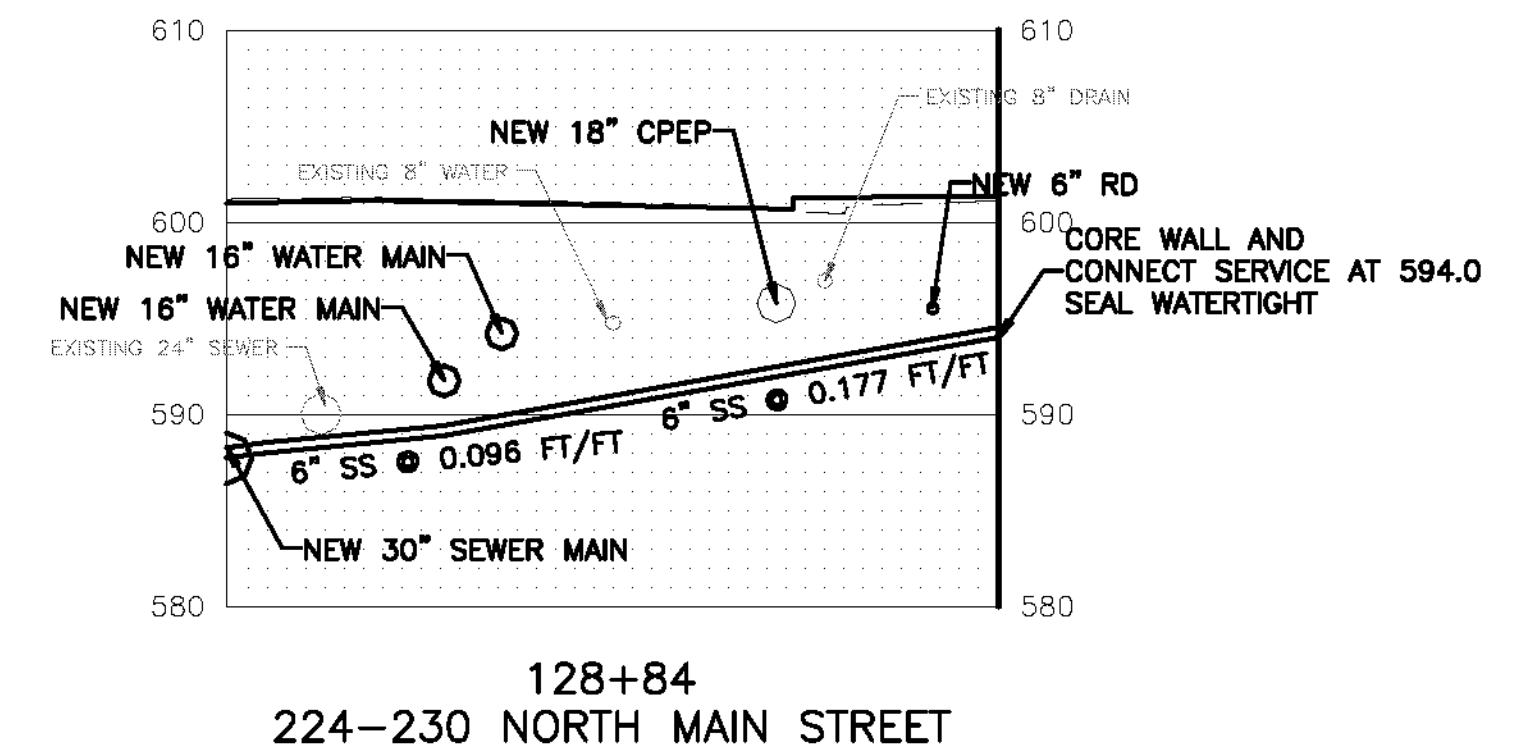 610
610
EXISTING 8" DRAIN
NEW 18" CPEP
EXISTING 8" WATER
NEW 6" RD
600
600
CORE WALL AND
CONNECT SERVICE AT 594.0
SEAL WATERTIGHT
NEW 16" WATER MAIN
NEW 16" WATER MAIN
EXISTING 24" SEWER
6" SS @ 0.177 FT/FT
590
590
6" SS @ 0.096 FT/FT
NEW 30" SEWER MAIN
580
580
128+84
224-230 NORTH MAIN STREET